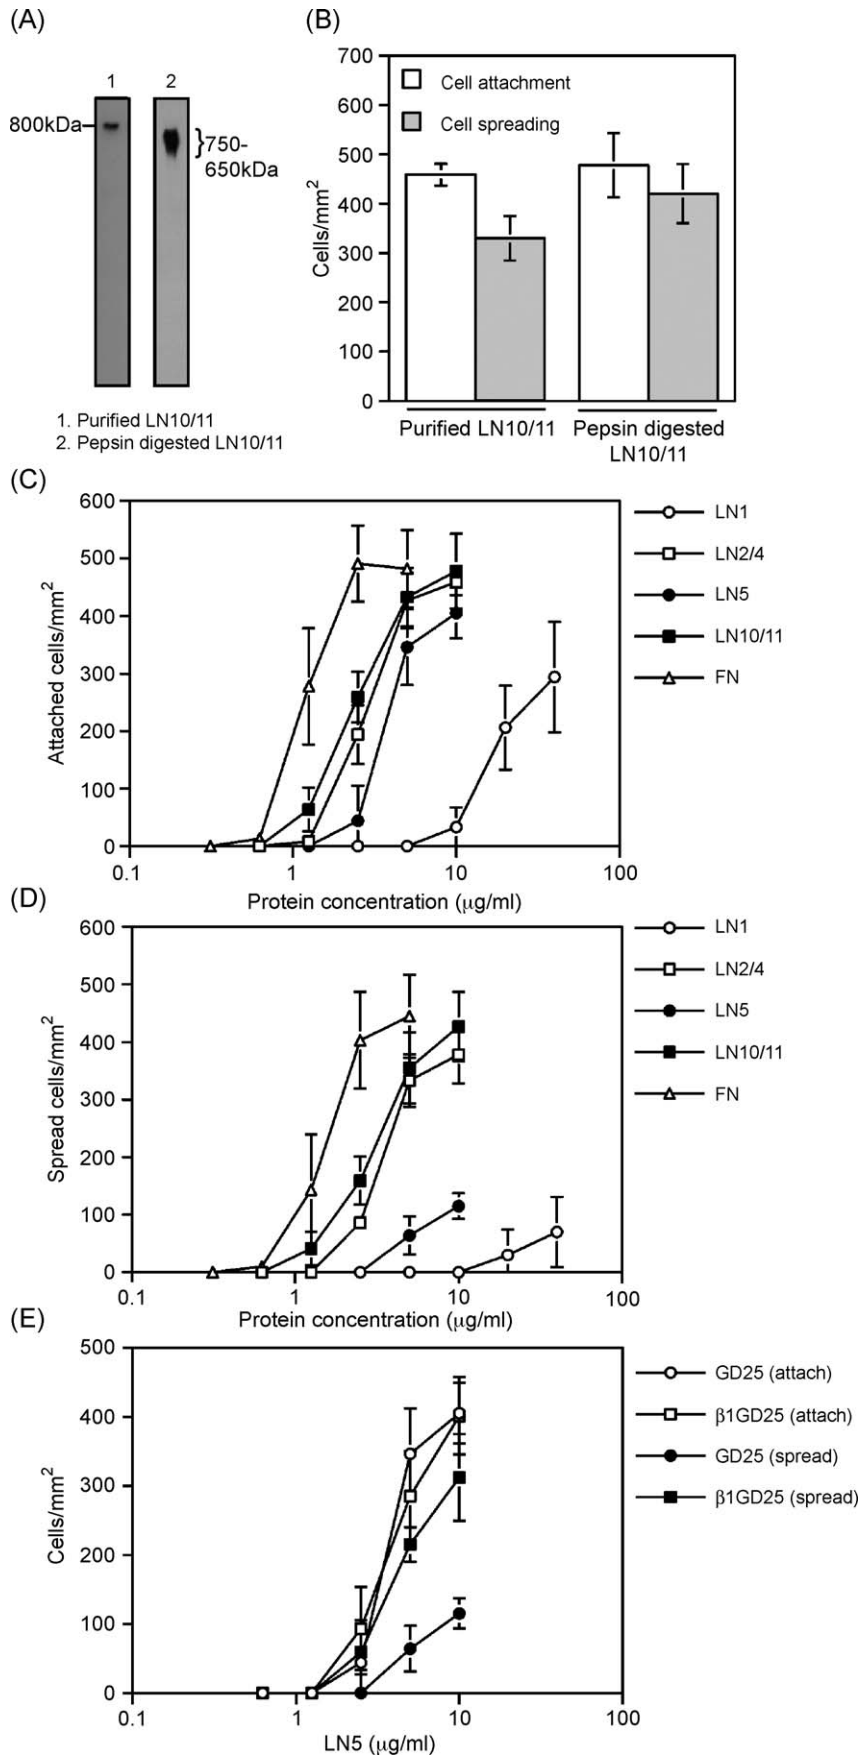 (A)
1 2
800kDa
750-
650kDa
1. Purified LN10/11
2. Pepsin digested LN10/11
(B)
700
600
500
400
300
200
100
0
Cells/mm²
Cell attachment
Cell spreading
Purified LN10/11
Pepsin digested
LN10/11
(C)
600
500
400
300
200
100
0
Attached cells/mm²
0.1 1 10 100
Protein concentration (μg/ml)
LN1
LN2/4
LN5
LN10/11
FN
(D)
600
500
400
300
200
100
0
Spread cells/mm²
0.1 1 10 100
Protein concentration (μg/ml)
LN1
LN2/4
LN5
LN10/11
FN
(E)
500
400
300
200
100
0
Cells/mm²
0.1 1 10 100
LN5 (μg/ml)
GD25 (attach)
β1GD25 (attach)
GD25 (spread)
β1GD25 (spread)